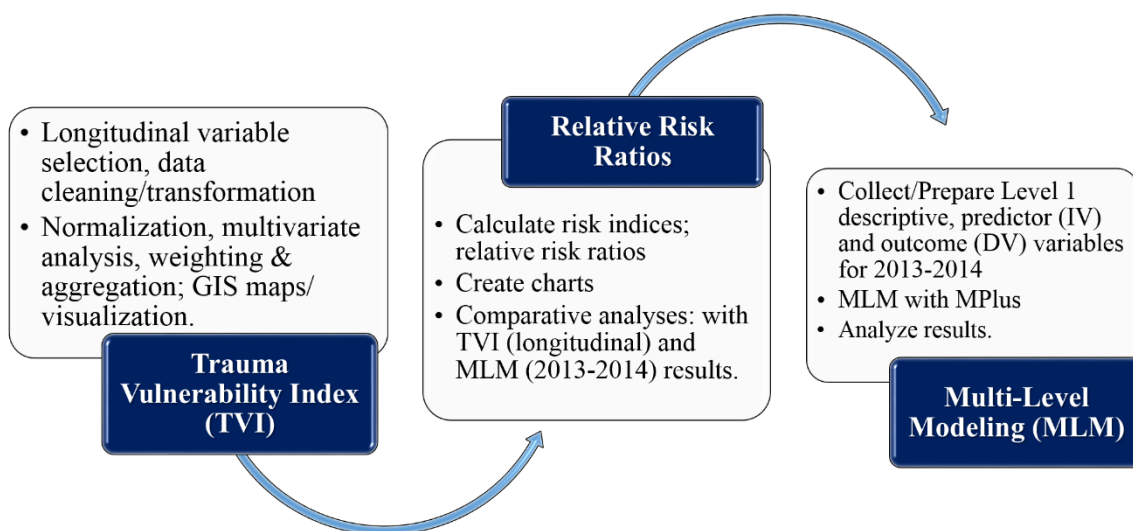 • Longitudinal variable
selection, data
cleaning/transformation
• Normalization, multivariate
analysis, weighting &
aggregation; GIS maps/
visualization.
Trauma
Vulnerability Index
(TVI)
Relative Risk
Ratios
• Calculate risk indices;
relative risk ratios
• Create charts
• Comparative analyses: with
TVI (longitudinal) and
MLM (2013-2014) results.
• Collect/Prepare Level 1
descriptive, predictor (IV)
and outcome (DV) variables
for 2013-2014
• MLM with MPlus
• Analyze results.
Multi-Level
Modeling (MLM)